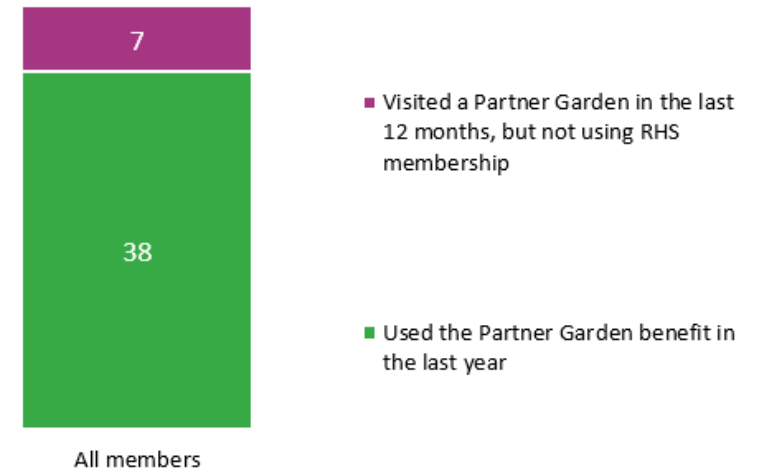 7
Visited a Partner Garden in the last
12 months, but not using RHS
membership
38
Used the Partner Garden benefit in
the last year
All members